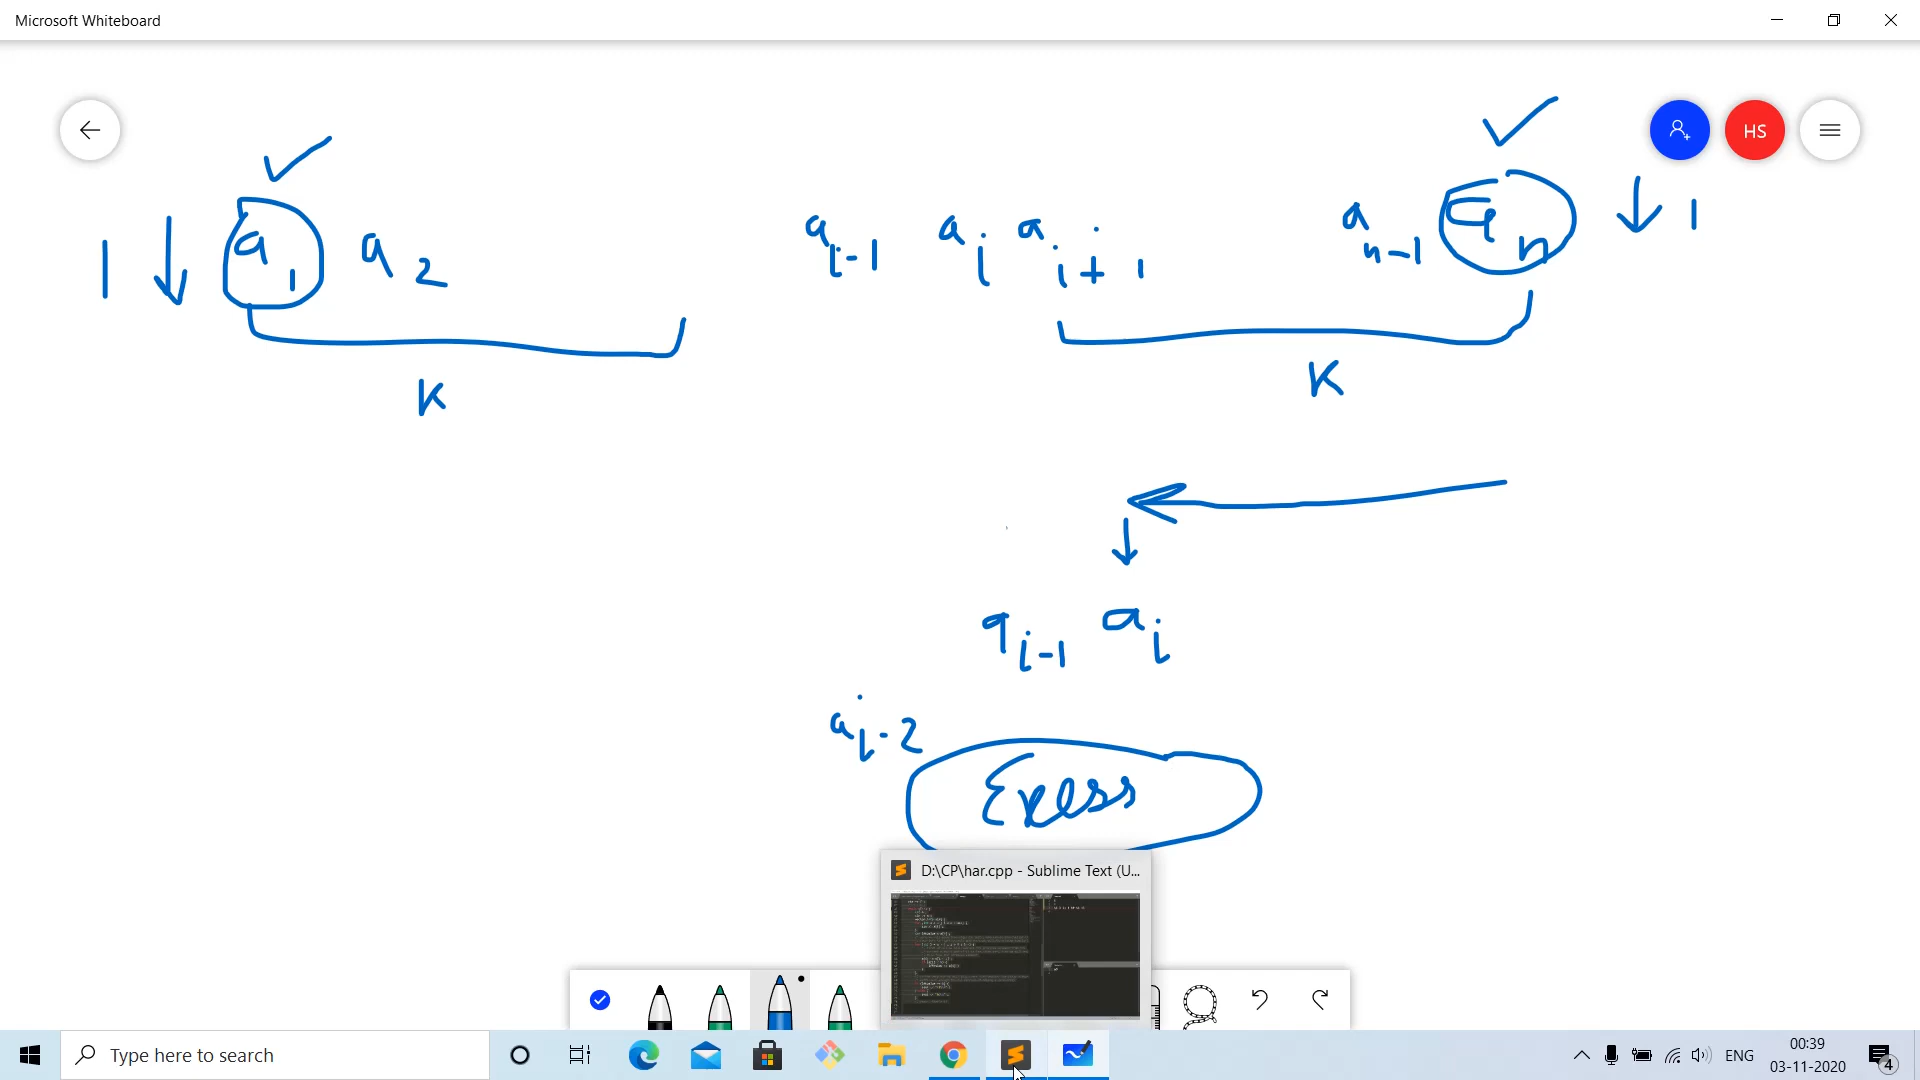 Microsoft Whiteboard
HS
1 ↓ a1 a2 ai-1 ai ai+1 an-1 an ↓ 1
K K
ai-1 ai
ai-2
Exess
D:\CP\har.cpp - Sublime Text (U...
Type here to search
ENG
00:39
03-11-2020
4